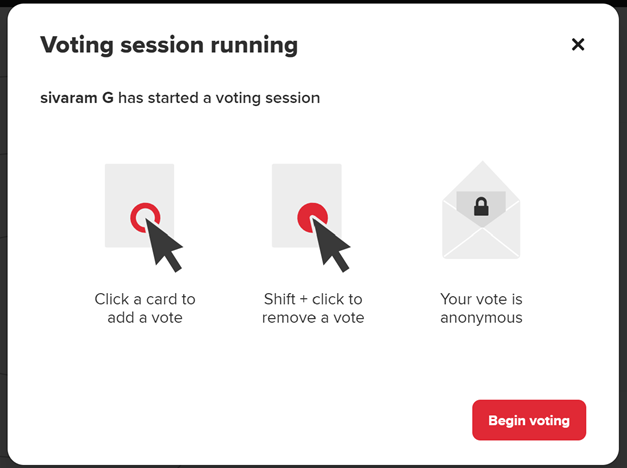 Voting session running
sivaram G has started a voting session
Click a card to
add a vote
Shift + click to
remove a vote
Your vote is
anonymous
Begin voting